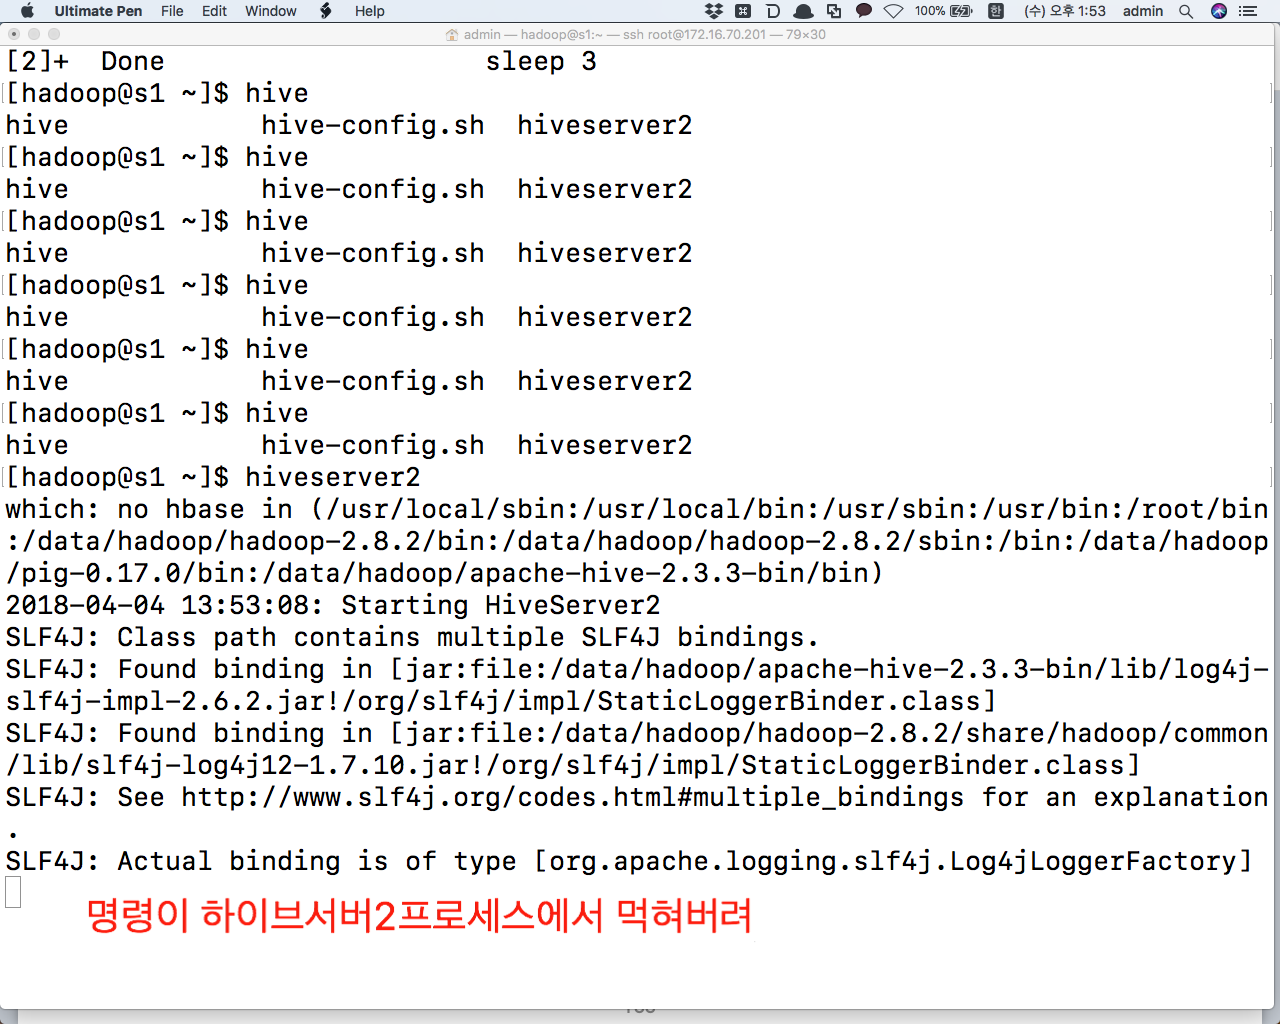 Ultimate Pen File Edit Window Help 100% 한 (수) 오후 1:53 admin
admin — hadoop@s1:~ — ssh root@172.16.70.201 — 79×30
[2]+  Done                    sleep 3
[hadoop@s1 ~]$ hive
hive            hive-config.sh  hiveserver2
[hadoop@s1 ~]$ hive
hive            hive-config.sh  hiveserver2
[hadoop@s1 ~]$ hive
hive            hive-config.sh  hiveserver2
[hadoop@s1 ~]$ hive
hive            hive-config.sh  hiveserver2
[hadoop@s1 ~]$ hive
hive            hive-config.sh  hiveserver2
[hadoop@s1 ~]$ hive
hive            hive-config.sh  hiveserver2
[hadoop@s1 ~]$ hiveserver2
which: no hbase in (/usr/local/sbin:/usr/local/bin:/usr/sbin:/usr/bin:/root/bin
:/data/hadoop/hadoop-2.8.2/bin:/data/hadoop/hadoop-2.8.2/sbin:/bin:/data/hadoop
/pig-0.17.0/bin:/data/hadoop/apache-hive-2.3.3-bin/bin)
2018-04-04 13:53:08: Starting HiveServer2
SLF4J: Class path contains multiple SLF4J bindings.
SLF4J: Found binding in [jar:file:/data/hadoop/apache-hive-2.3.3-bin/lib/log4j-
slf4j-impl-2.6.2.jar!/org/slf4j/impl/StaticLoggerBinder.class]
SLF4J: Found binding in [jar:file:/data/hadoop/hadoop-2.8.2/share/hadoop/common
/lib/slf4j-log4j12-1.7.10.jar!/org/slf4j/impl/StaticLoggerBinder.class]
SLF4J: See http://www.slf4j.org/codes.html#multiple_bindings for an explanation
.
SLF4J: Actual binding is of type [org.apache.logging.slf4j.Log4jLoggerFactory]
명령이 하이브서버2프로세스에서 먹혀버려